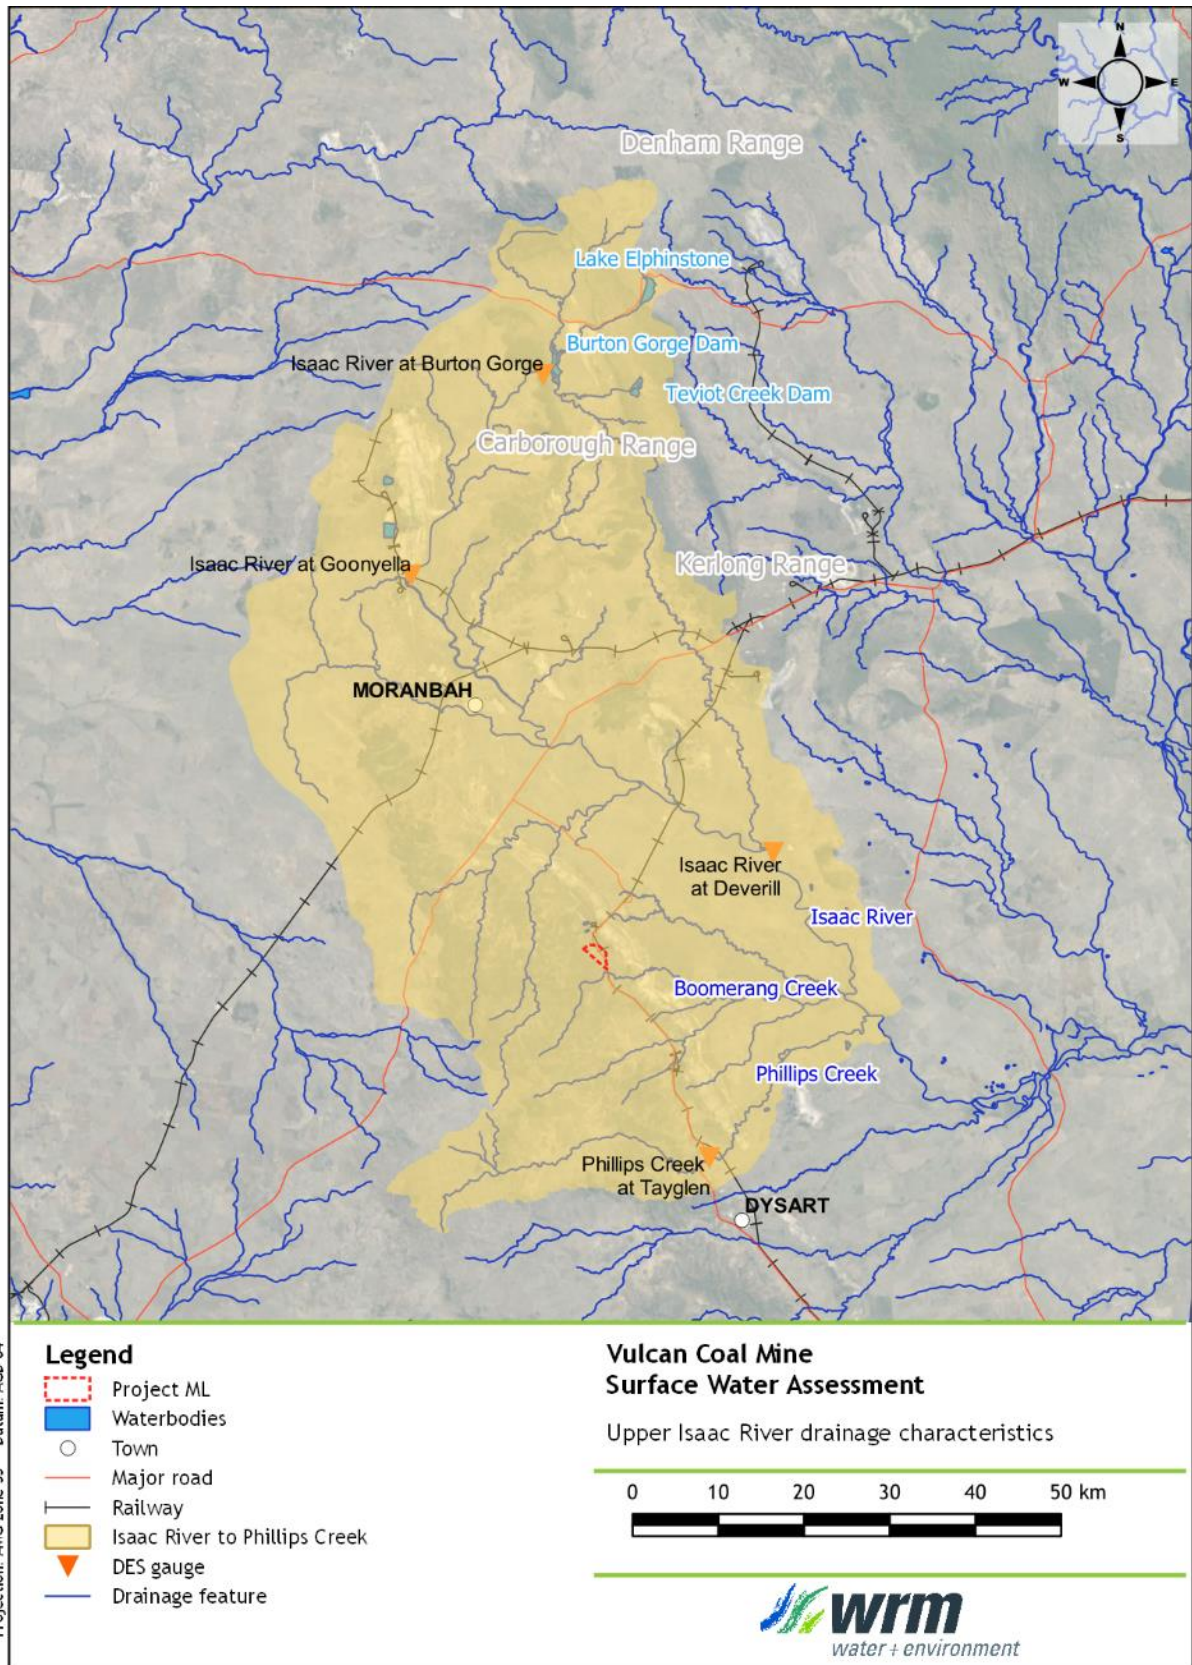 N
W
E
S
Denham Range
Lake Elphinstone
Burton Gorge Dam
Isaac River at Burton Gorge
Teviot Creek Dam
Carborough Range
Isaac River at Goonyella
Kerlong Range
MORANBAH
Isaac River
at Deverill
Isaac River
Boomerang Creek
Phillips Creek
Phillips Creek
at Tayglen
DYSART
Legend
Project ML
Waterbodies
Town
Major road
Railway
Isaac River to Phillips Creek
DES gauge
Drainage feature
Vulcan Coal Mine
Surface Water Assessment
Upper Isaac River drainage characteristics
0 10 20 30 40 50 km
wrm
water + environment